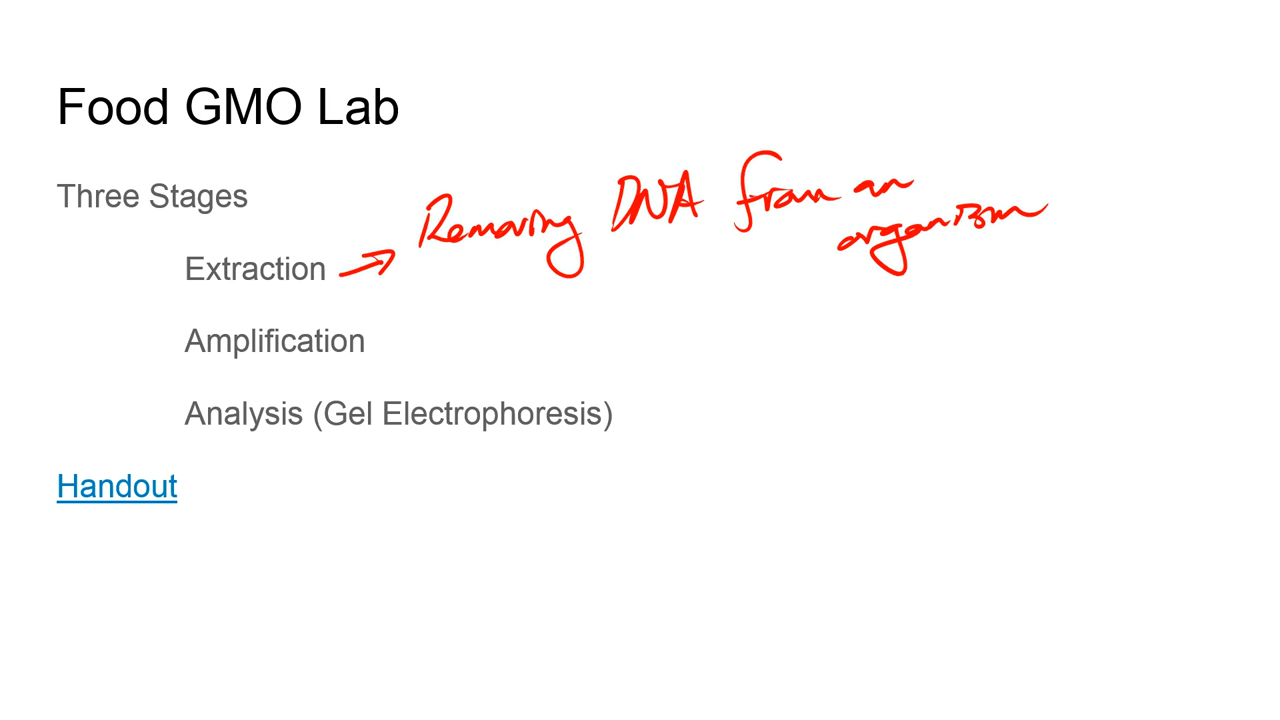 Food GMO Lab
Three Stages
Extraction → Removing DNA from an
organism
Amplification
Analysis (Gel Electrophoresis)
Handout